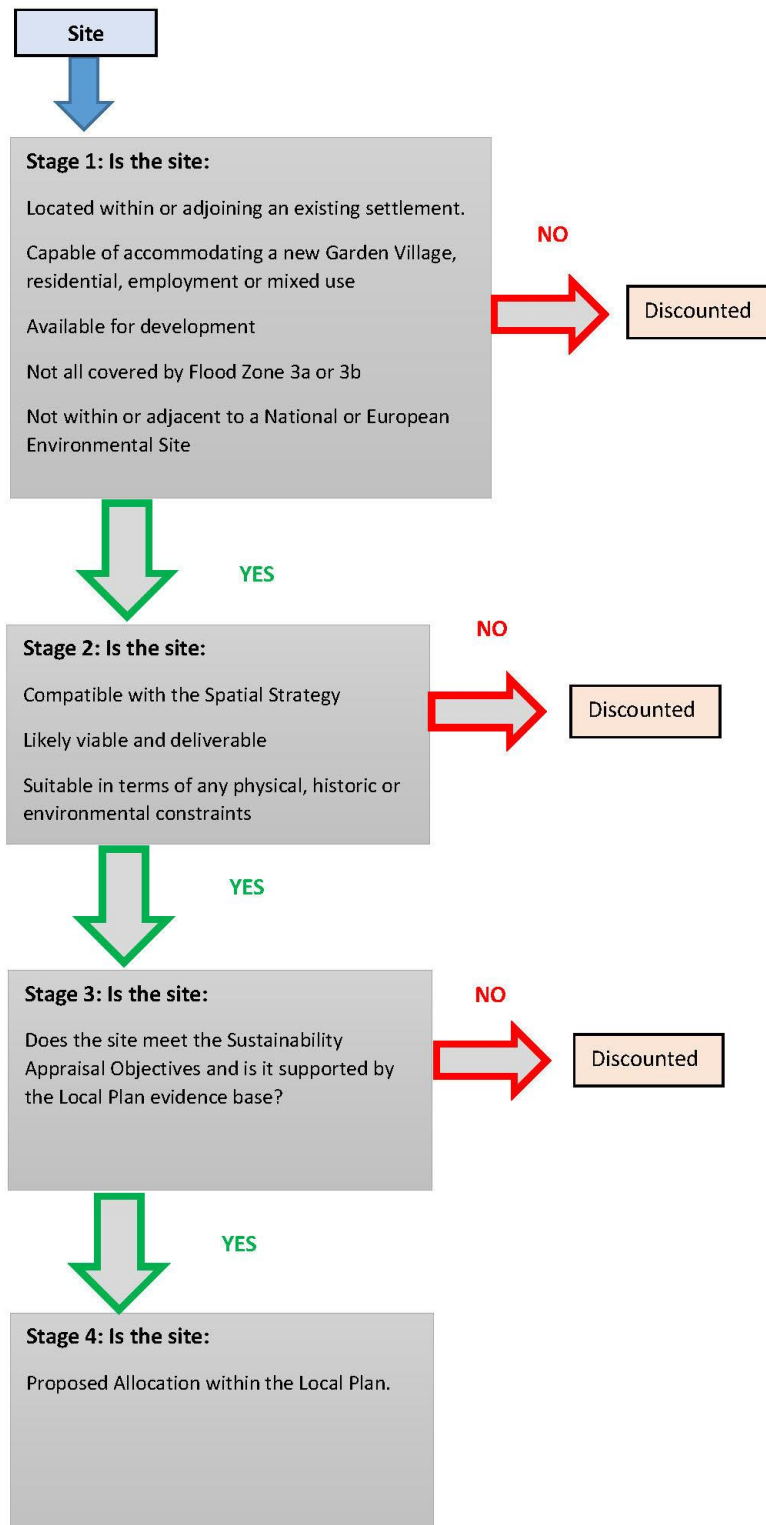 Site
Stage 1: Is the site:
Located within or adjoining an existing settlement.
Capable of accommodating a new Garden Village,
residential, employment or mixed use
Available for development
Not all covered by Flood Zone 3a or 3b
Not within or adjacent to a National or European
Environmental Site
NO
Discounted
YES
Stage 2: Is the site:
Compatible with the Spatial Strategy
Likely viable and deliverable
Suitable in terms of any physical, historic or
environmental constraints
NO
Discounted
YES
Stage 3: Is the site:
Does the site meet the Sustainability
Appraisal Objectives and is it supported by
the Local Plan evidence base?
NO
Discounted
YES
Stage 4: Is the site:
Proposed Allocation within the Local Plan.